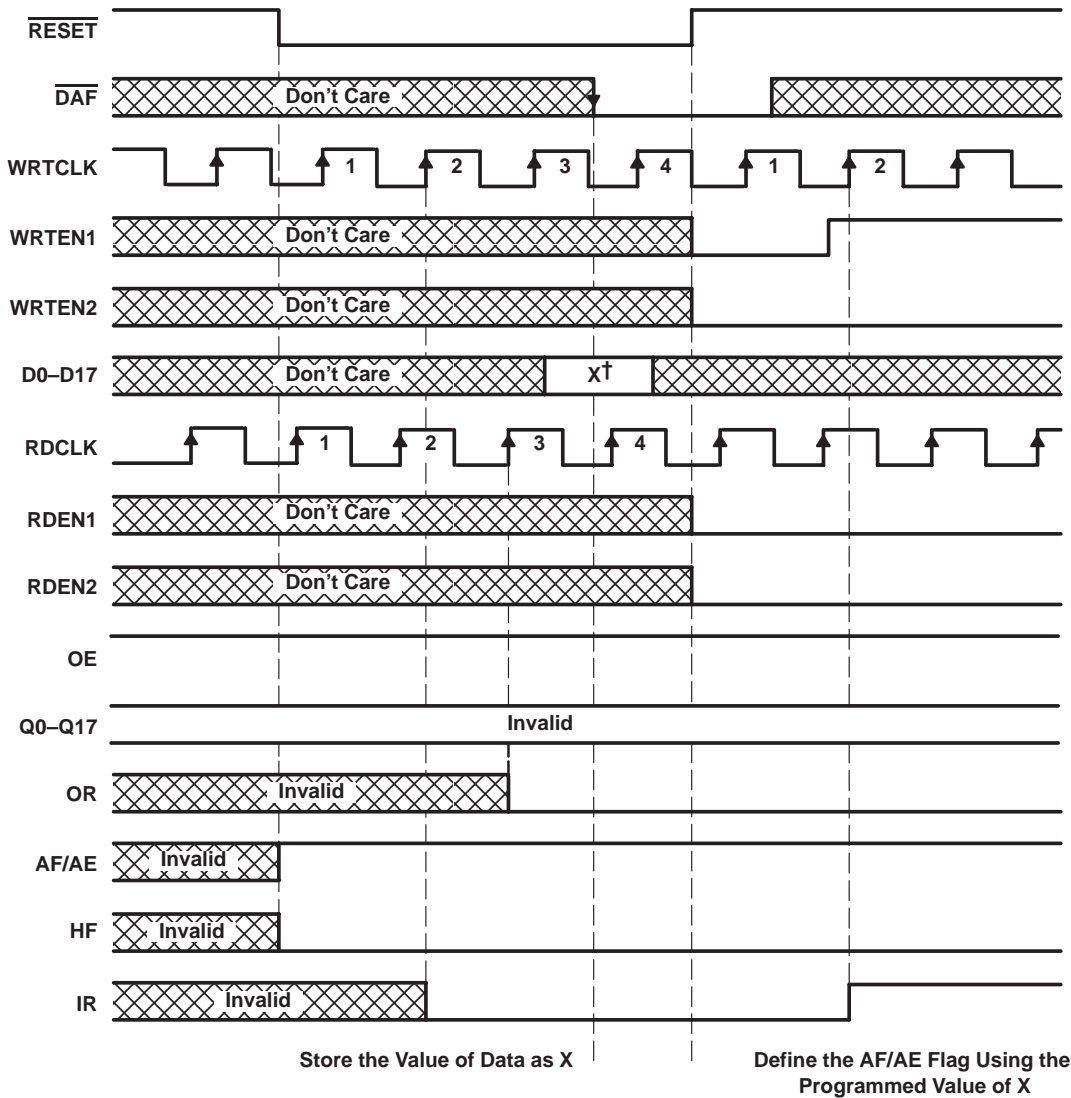 RESET
DAF Don't Care
WRTCLK 1 2 3 4 1 2
WRTEN1 Don't Care
WRTEN2 Don't Care
D0–D17 Don't Care X†
RDCLK 1 2 3 4
RDEN1 Don't Care
RDEN2 Don't Care
OE
Q0–Q17 Invalid
OR Invalid
AF/AE Invalid
HF Invalid
IR Invalid
Store the Value of Data as X
Define the AF/AE Flag Using the
Programmed Value of X